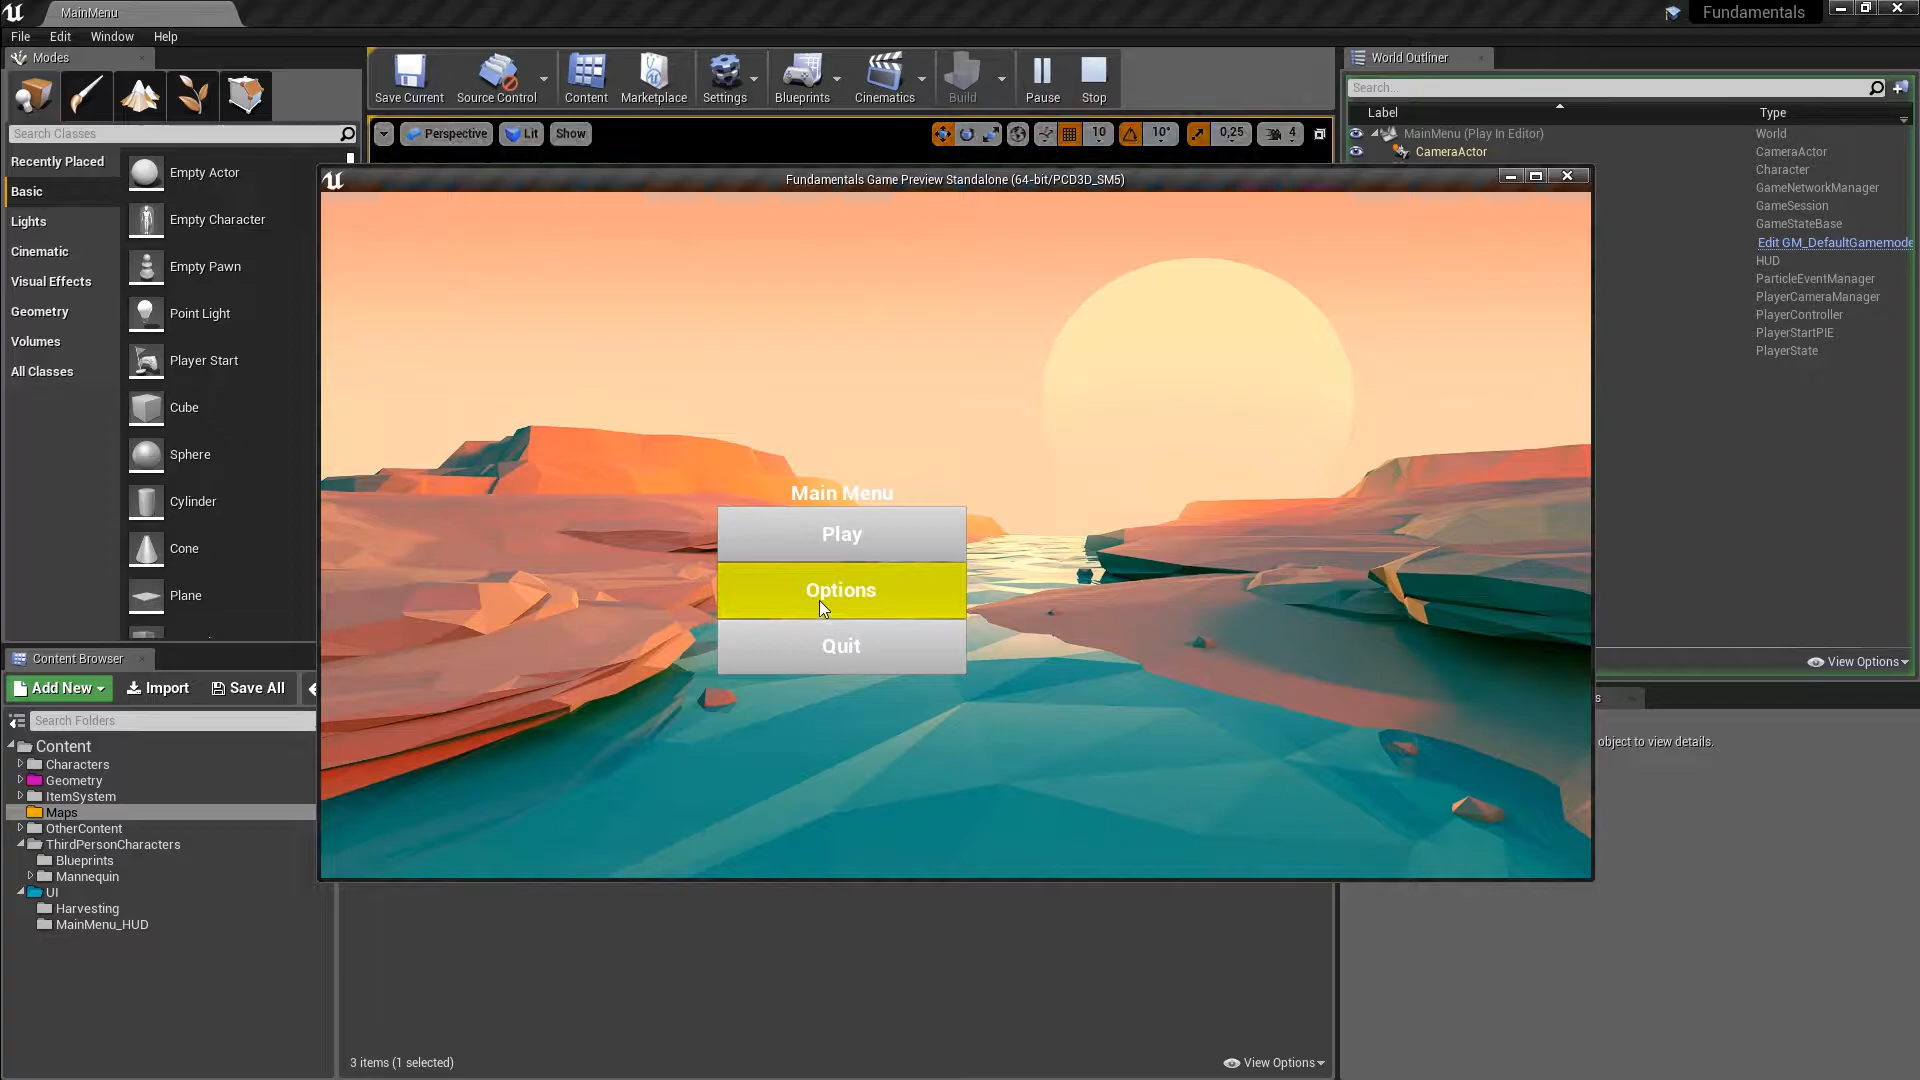 MainMenu
Fundamentals
File Edit Window Help
Modes
Search Classes
Recently Placed
Basic
Lights
Cinematic
Visual Effects
Geometry
Volumes
All Classes
Empty Actor
Empty Character
Empty Pawn
Point Light
Player Start
Cube
Sphere
Cylinder
Cone
Plane
Save Current Source Control Content Marketplace Settings Blueprints Cinematics Build Pause Stop
Perspective Lit Show 10 10° 0,25 4
Fundamentals Game Preview Standalone (64-bit/PCD3D_SM5)
Main Menu
Play
Options
Quit
World Outliner
Search...
Label Type
MainMenu (Play In Editor) World
CameraActor CameraActor
Character
GameNetworkManager
GameSession
GameStateBase
Edit GM_DefaultGamemode
HUD
ParticleEventManager
PlayerCameraManager
PlayerController
PlayerStartPIE
PlayerState
View Options
s
object to view details.
Content Browser
Add New Import Save All
Search Folders
Content
Characters
Geometry
ItemSystem
Maps
OtherContent
ThirdPersonCharacters
Blueprints
Mannequin
UI
Harvesting
MainMenu_HUD
3 items (1 selected)
View Options